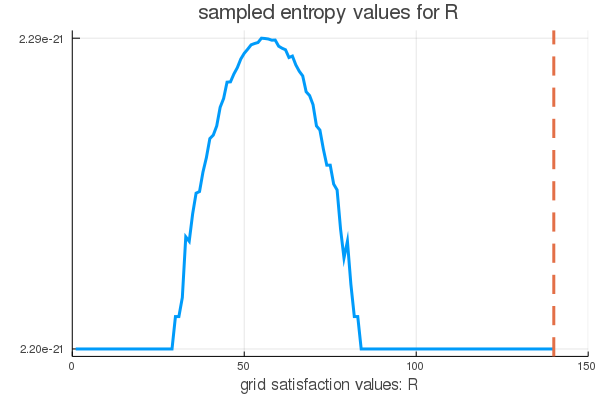 sampled entropy values for R
2.29e-21
2.20e-21
0
50
100
150
grid satisfaction values: R